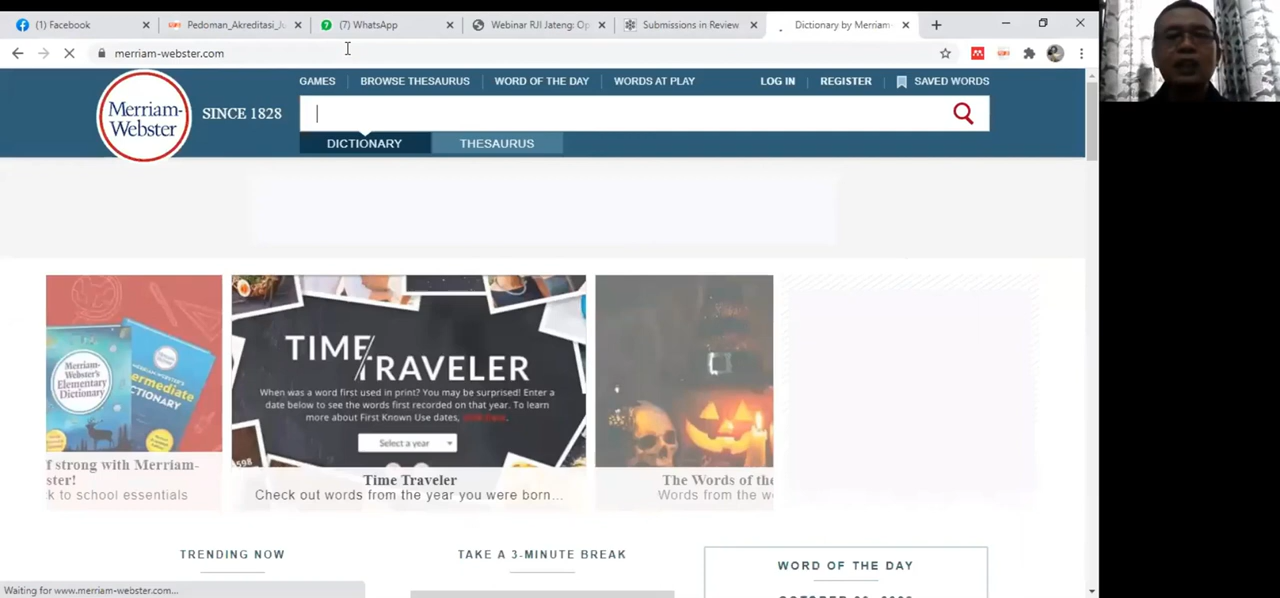 (1) Facebook
Pedoman_Akreditasi_Ju
(7) WhatsApp
Webinar RJI Jateng: Op
Submissions in Review
Dictionary by Merriam-
merriam-webster.com
GAMES
BROWSE THESAURUS
WORD OF THE DAY
WORDS AT PLAY
LOG IN
REGISTER
SAVED WORDS
Merriam-
Webster
SINCE 1828
DICTIONARY
THESAURUS
Merriam-
Webster's
Elementary
Dictionary
TIME
TRAVELER
When was a word first used in print? You may be surprised! Enter a
date below to see the words first recorded on that year. To learn
more about First Known Use dates,
Select a year
f strong with Merriam-
ster!
ck to school essentials
Time Traveler
Check out words from the year you were born...
The Words of the
Words from the we
TRENDING NOW
TAKE A 3-MINUTE BREAK
WORD OF THE DAY
Waiting for www.merriam-webster.com...